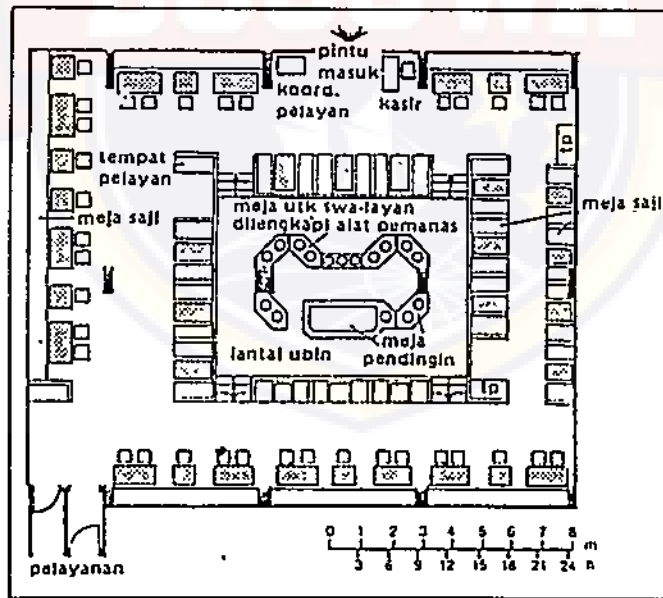 pintu
masuk
koord.
pelayan
kasir
tempat
pelayan
tp
meja saji
meja saji
meja utk swa-layan
dilengkapi alat pemanas
meja
pendingin
lantai ubin
tp
0 1 2 3 4 5 6 7 8
m
3 6 9 12 15 18 21 24
pelayanan